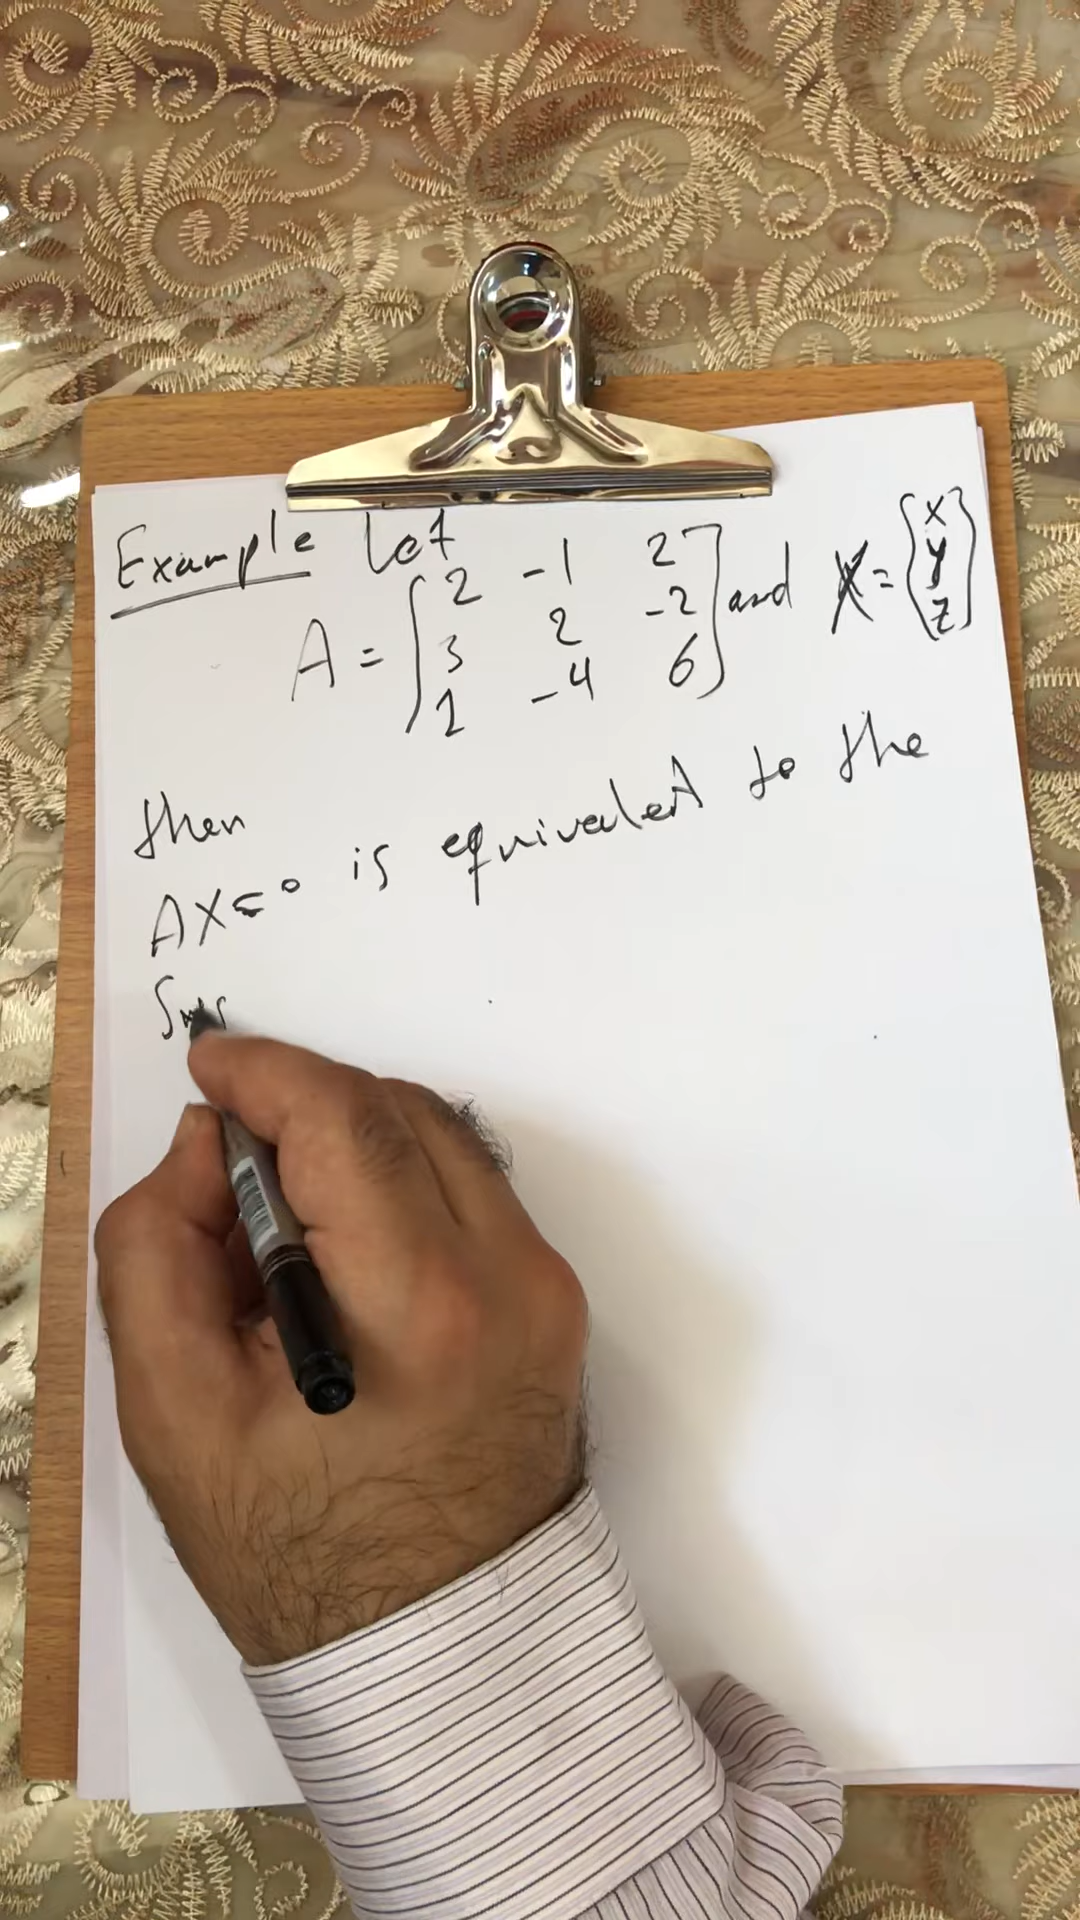 Example Let
A = [2 -1 2
3 2 -2
1 -4 6] and X = [x
y
z]
then
AX = 0 is equivalent to the